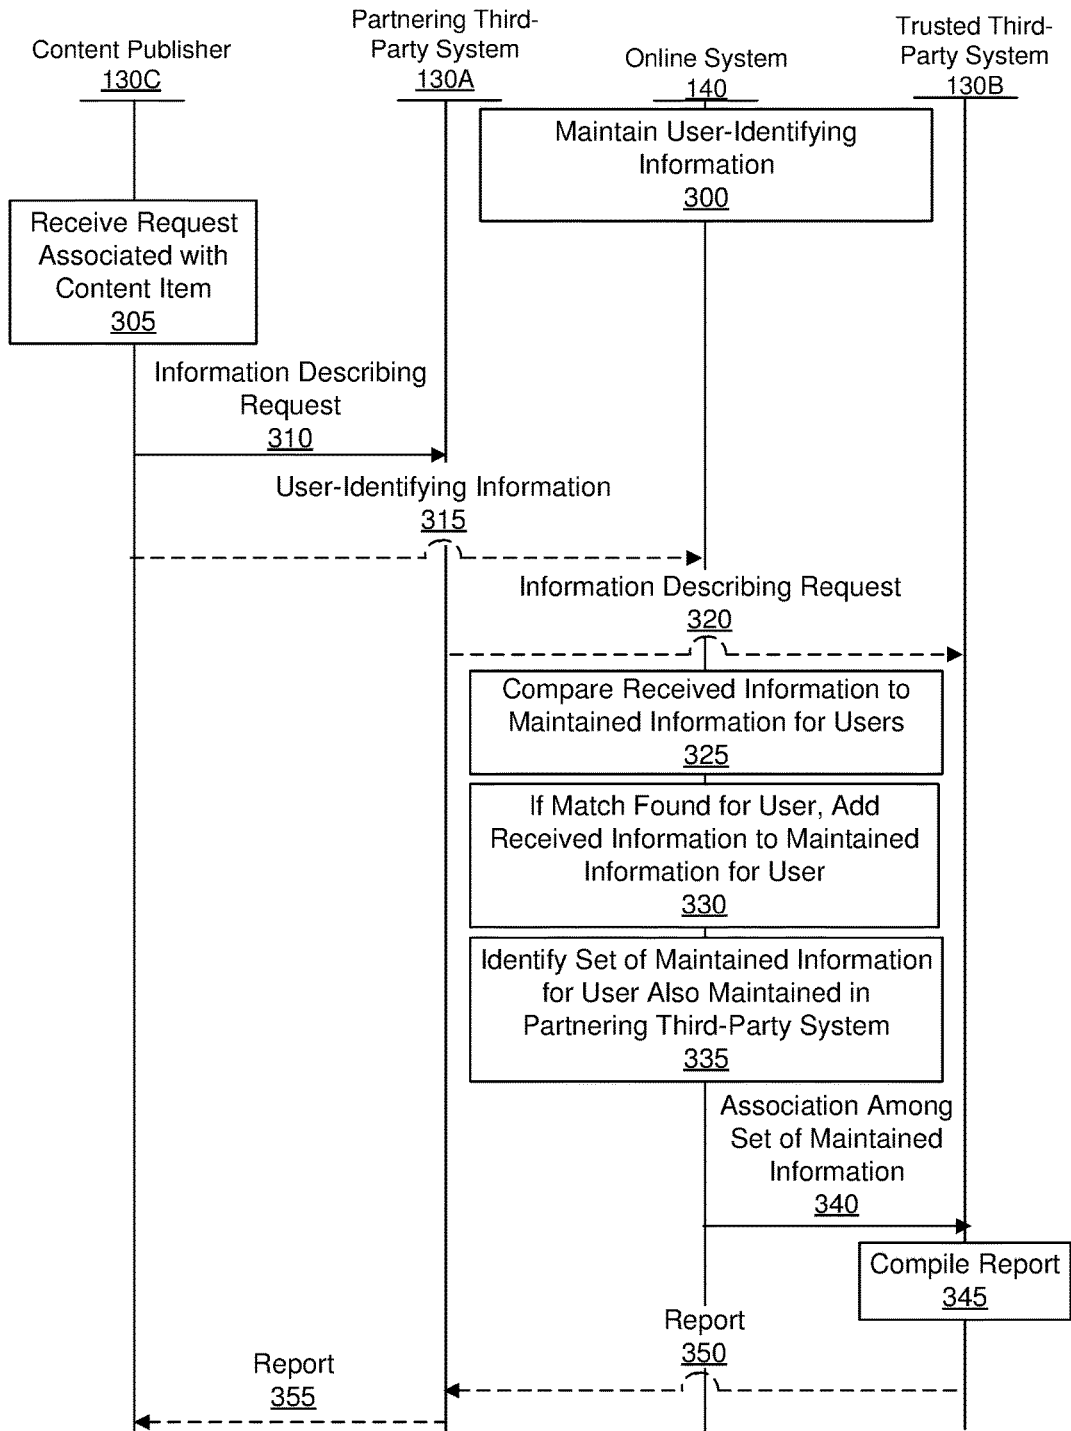 Content Publisher
130C
Partnering Third-
Party System
130A
Online System
140
Trusted Third-
Party System
130B
Maintain User-Identifying
Information
300
Receive Request
Associated with
Content Item
305
Information Describing
Request
310
User-Identifying Information
315
Information Describing Request
320
Compare Received Information to
Maintained Information for Users
325
If Match Found for User, Add
Received Information to Maintained
Information for User
330
Identify Set of Maintained Information
for User Also Maintained in
Partnering Third-Party System
335
Association Among
Set of Maintained
Information
340
Compile Report
345
Report
350
Report
355